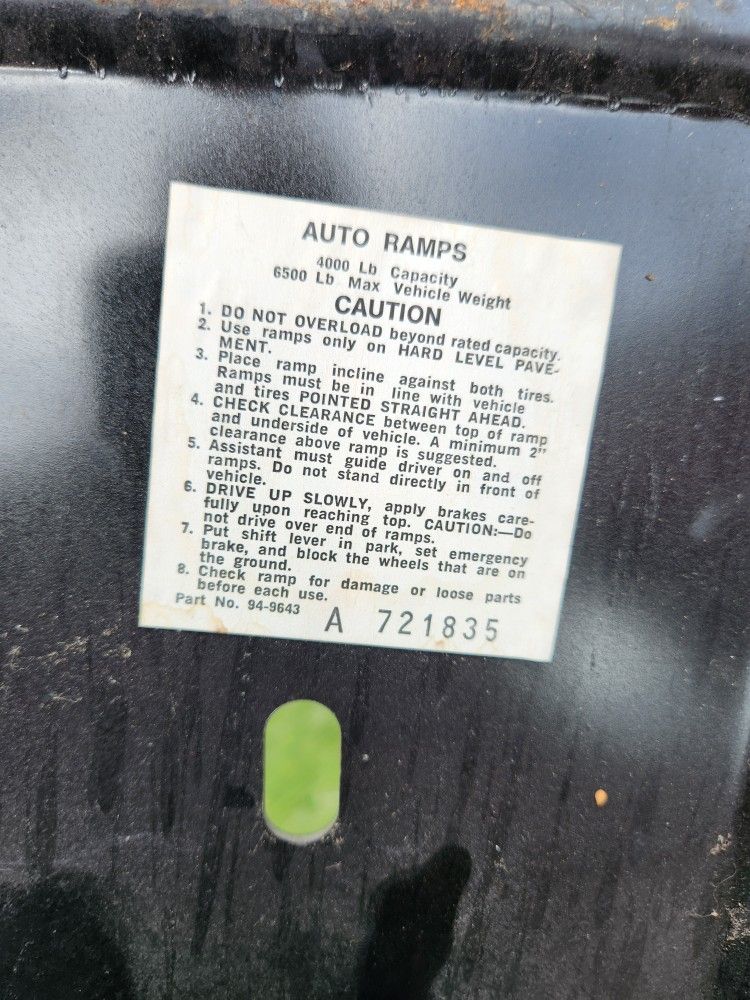 AUTO RAMPS
4000 Lb Capacity
6500 Lb Max Vehicle Weight
CAUTION
1. DO NOT OVERLOAD beyond rated capacity.
2. Use ramps only on HARD LEVEL PAVE-
MENT.
3. Place ramp incline against both tires.
Ramps must be in line with vehicle
and tires POINTED STRAIGHT AHEAD.
4. CHECK CLEARANCE between top of ramp
and underside of vehicle. A minimum 2"
clearance above ramp is suggested.
5. Assistant must guide driver on and off
ramps. Do not stand directly in front of
vehicle.
6. DRIVE UP SLOWLY, apply brakes care-
fully upon reaching top. CAUTION:—Do
not drive over end of ramps.
7. Put shift lever in park, set emergency
brake, and block the wheels that are on
the ground.
8. Check ramp for damage or loose parts
before each use.
Part No. 94-9643 A 721835